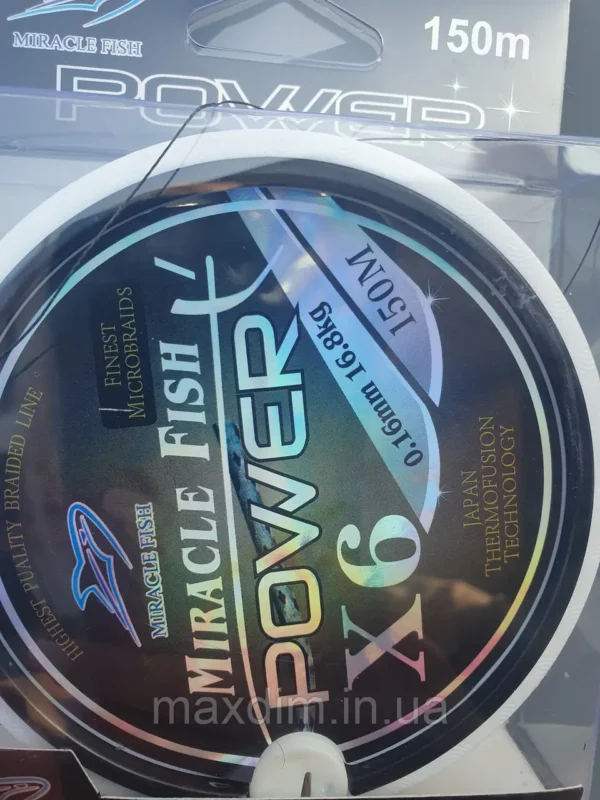 MIRACLE FISH
150m
POWER
HIGHEST PUALITY BRAIDED LINE
MIRACLE FISH
FINEST
MICROBRAIDS
MIRACLE FISH
POWER
X6
0.16mm 16.8kg
150M
JAPAN
THERMOFUSION
TECHNOLOGY
maxdim.in.ua